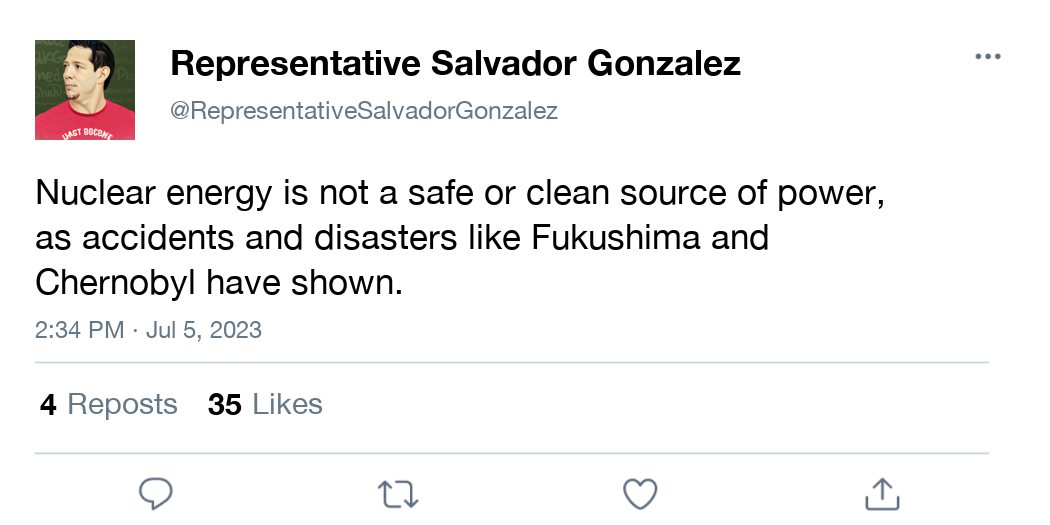 Representative Salvador Gonzalez
@RepresentativeSalvadorGonzalez
Nuclear energy is not a safe or clean source of power,
as accidents and disasters like Fukushima and
Chernobyl have shown.
2:34 PM · Jul 5, 2023
4 Reposts 35 Likes